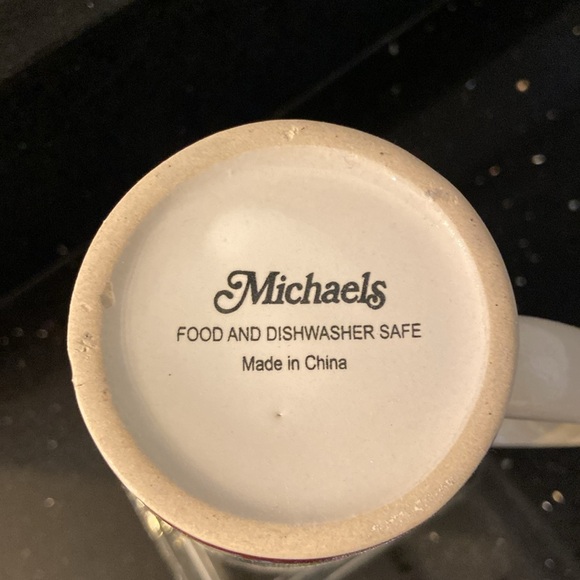 Michaels
FOOD AND DISHWASHER SAFE
Made in China